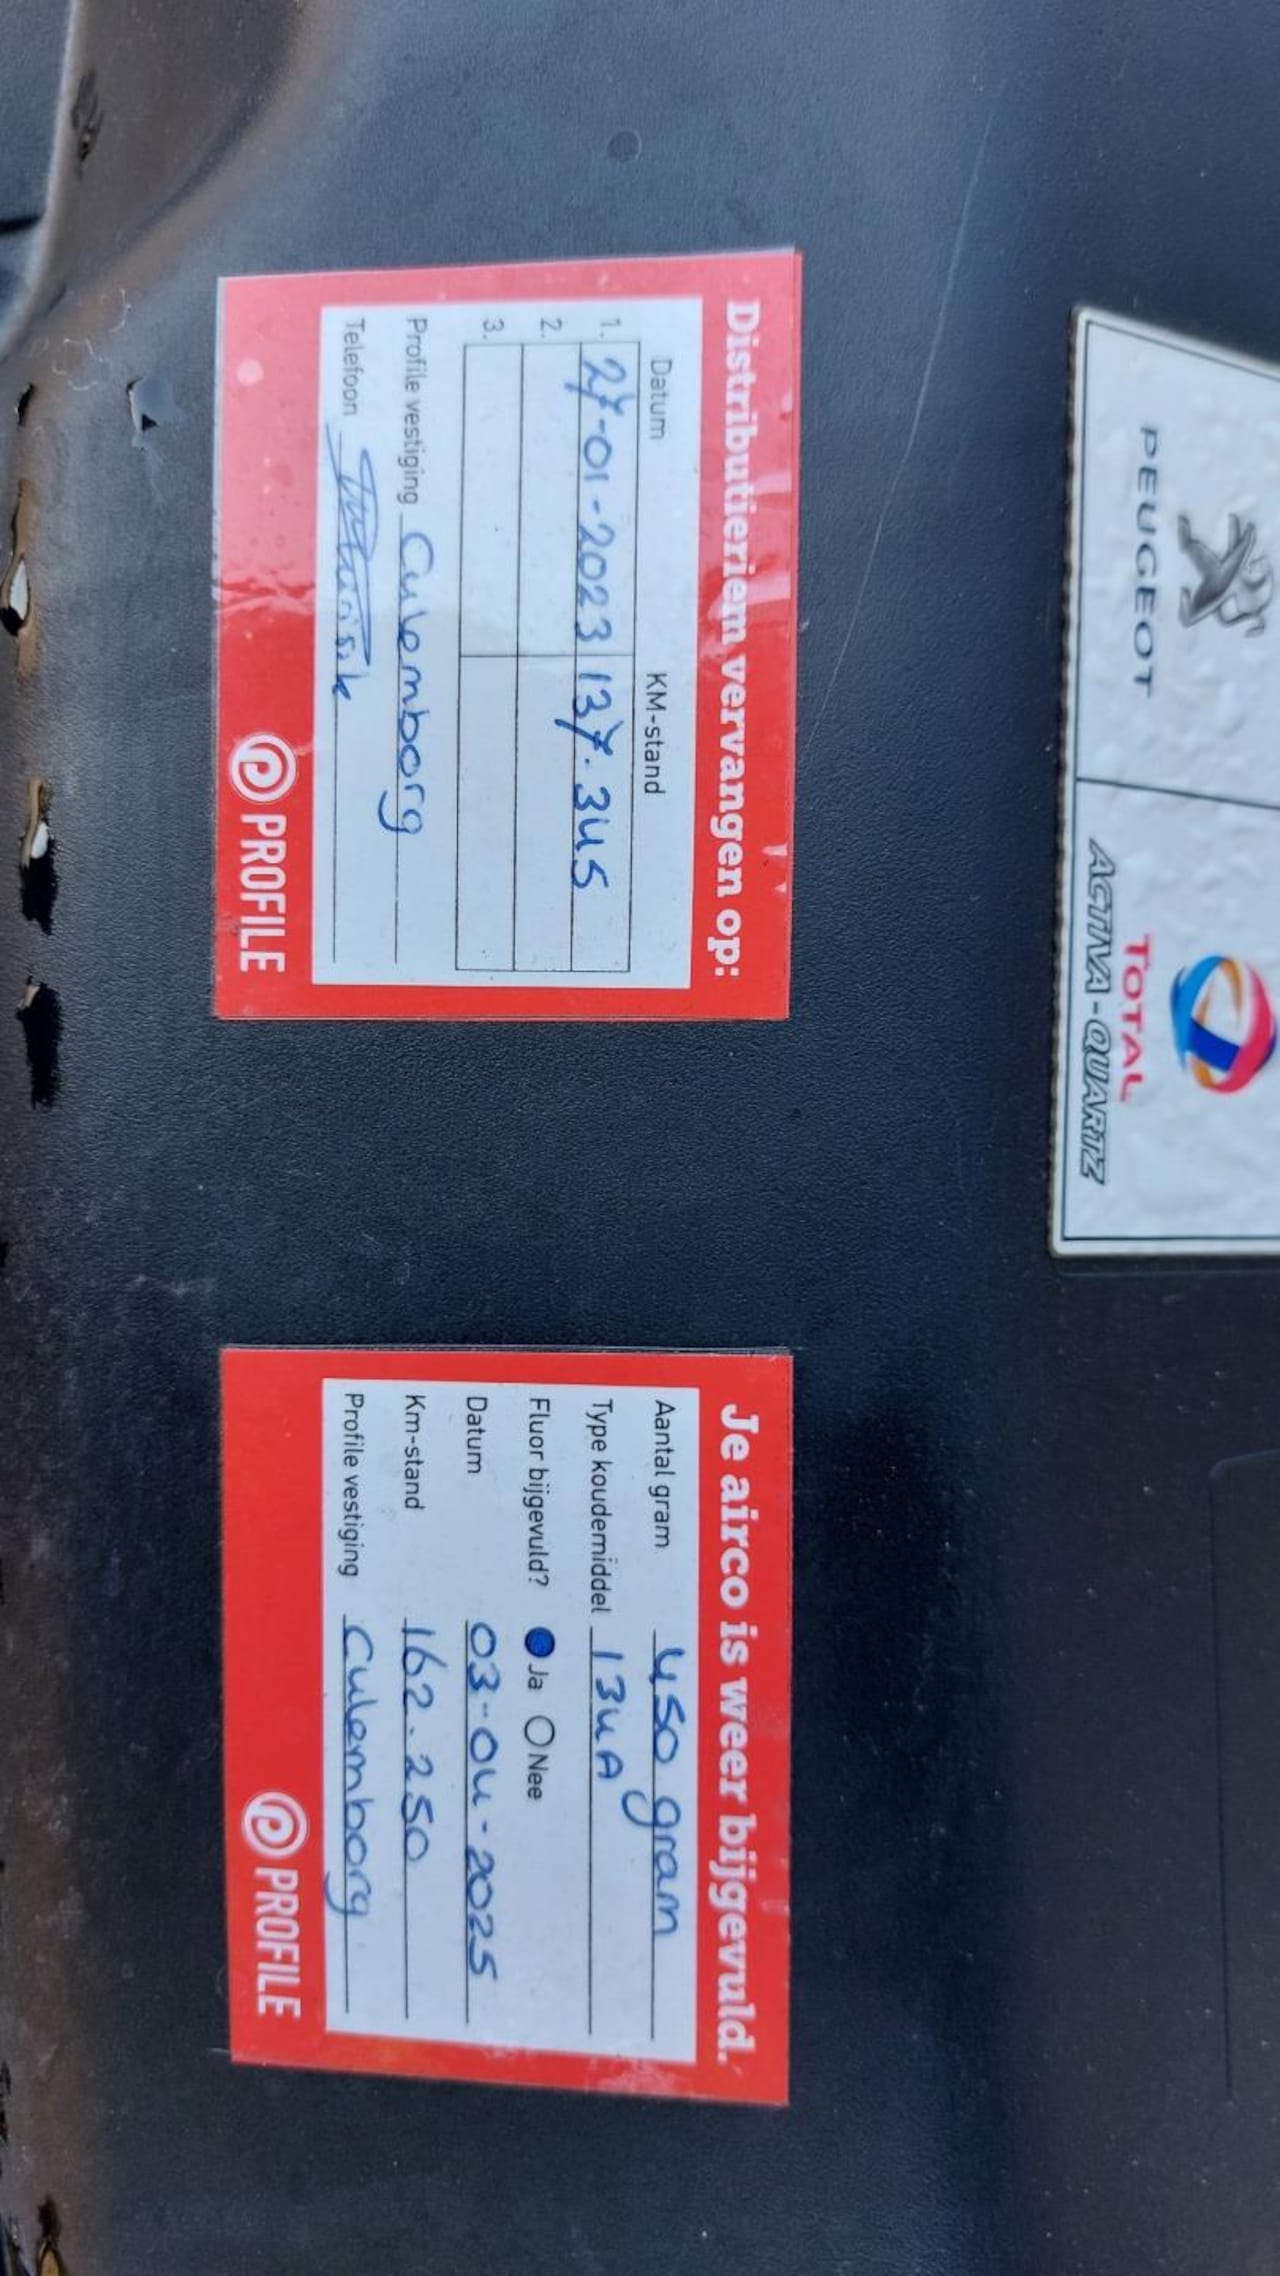 PEUGEOT
TOTAL
ACTIVA - QUARTZ
Distributieriem vervangen op:
Datum KM-stand
1. 27-01-2023 137.345
2.
3.
Profile vestiging Culemborg
Telefoon
PROFILE
Je airco is weer bijgevuld.
Aantal gram 450 gram
Type koudemiddel 134A
Fluor bijgevuld? Ja Nee
Datum 03-04-2025
Km-stand 162.250
Profile vestiging Culemborg
PROFILE